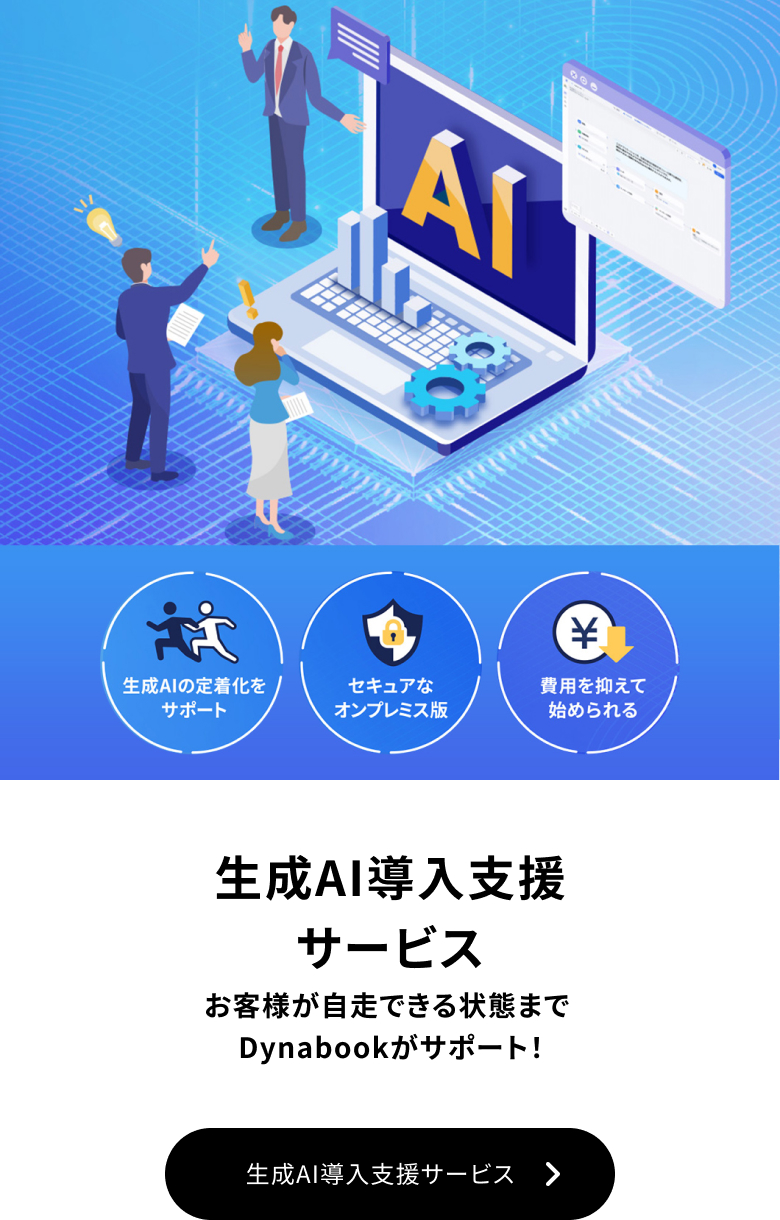 AI
生成AIの定着化を
サポート
セキュアな
オンプレミス版
¥
費用を抑えて
始められる
生成AI導入支援
サービス
お客様が自走できる状態まで
Dynabookがサポート!
生成AI導入支援サービス